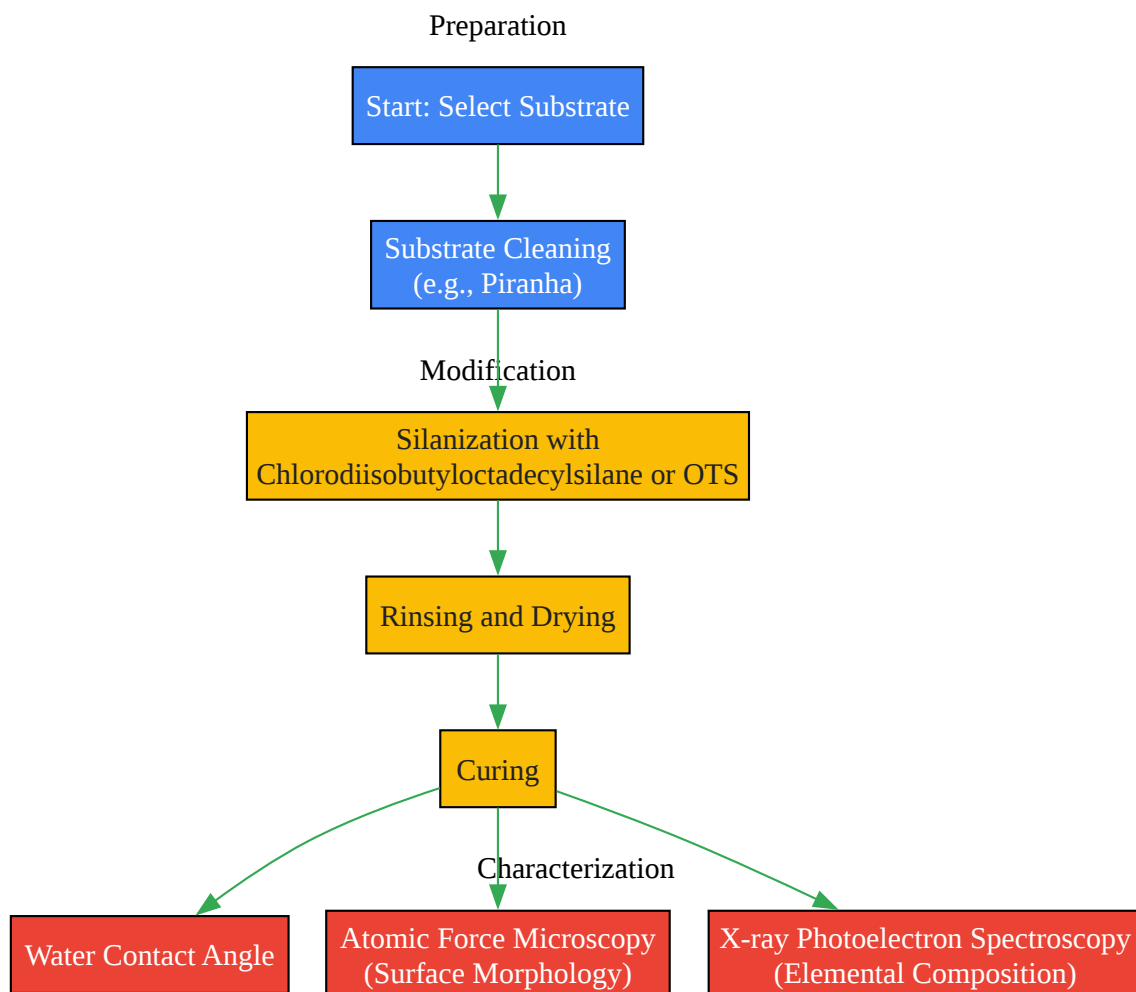 Preparation
Start: Select Substrate
Substrate Cleaning
(e.g., Piranha)
Modification
Silanization with
Chlorodiisobutyloctadecylsilane or OTS
Rinsing and Drying
Curing
Characterization
Water Contact Angle
Atomic Force Microscopy
(Surface Morphology)
X-ray Photoelectron Spectroscopy
(Elemental Composition)